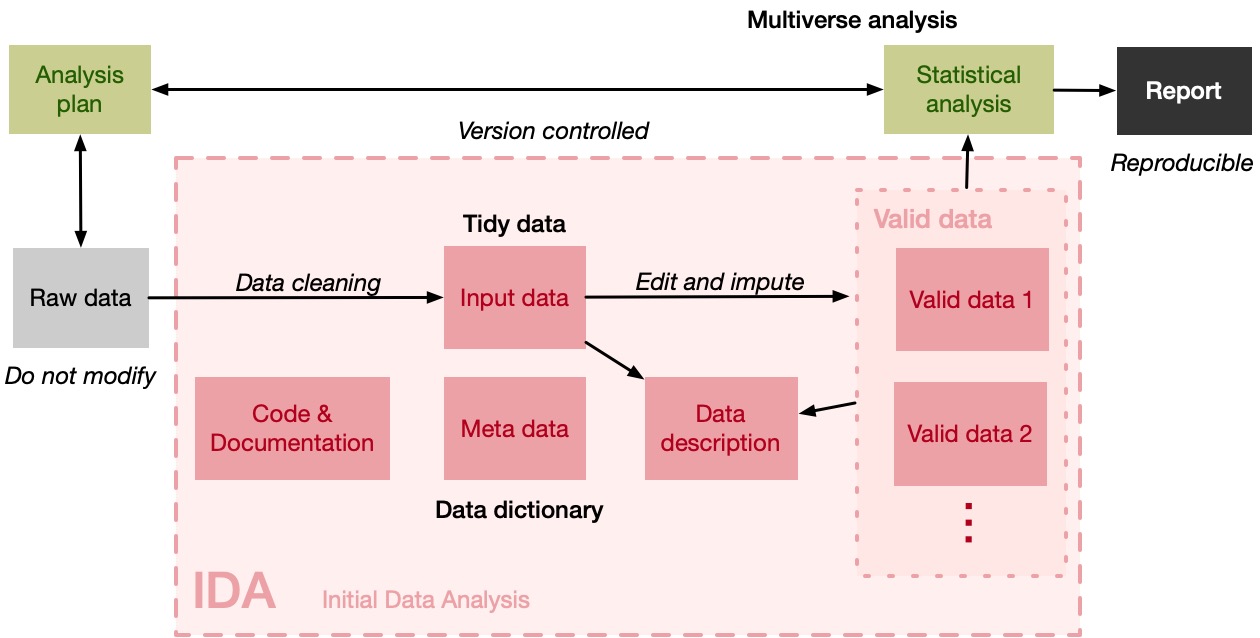 Multiverse analysis
Analysis
plan
Statistical
analysis
Report
Version controlled
Reproducible
Valid data
Tidy data
Raw data
Data cleaning
Input data
Edit and impute
Valid data 1
Do not modify
Code &
Documentation
Meta data
Data
description
Valid data 2
Data dictionary
IDA
Initial Data Analysis